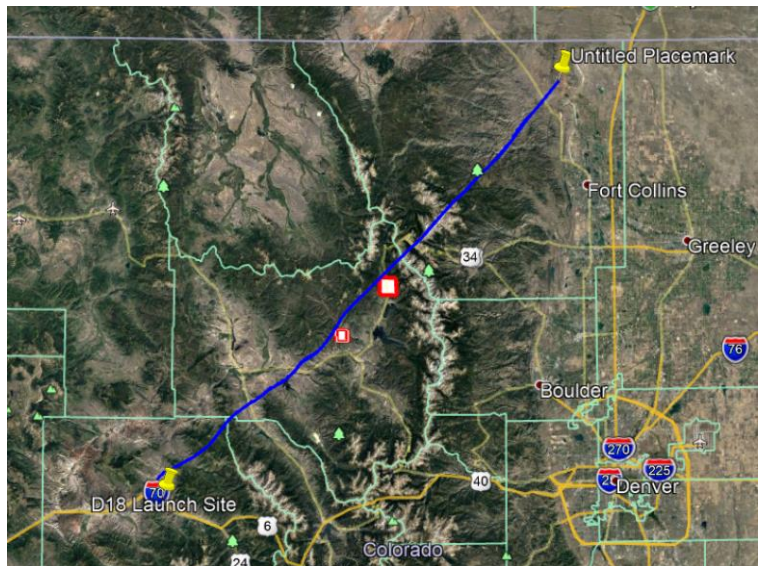 Untitled Placemark
Fort Collins
Greeley
34
76
Boulder
270
225
25
Denver
40
70
D18 Launch Site
6
24
Colorado